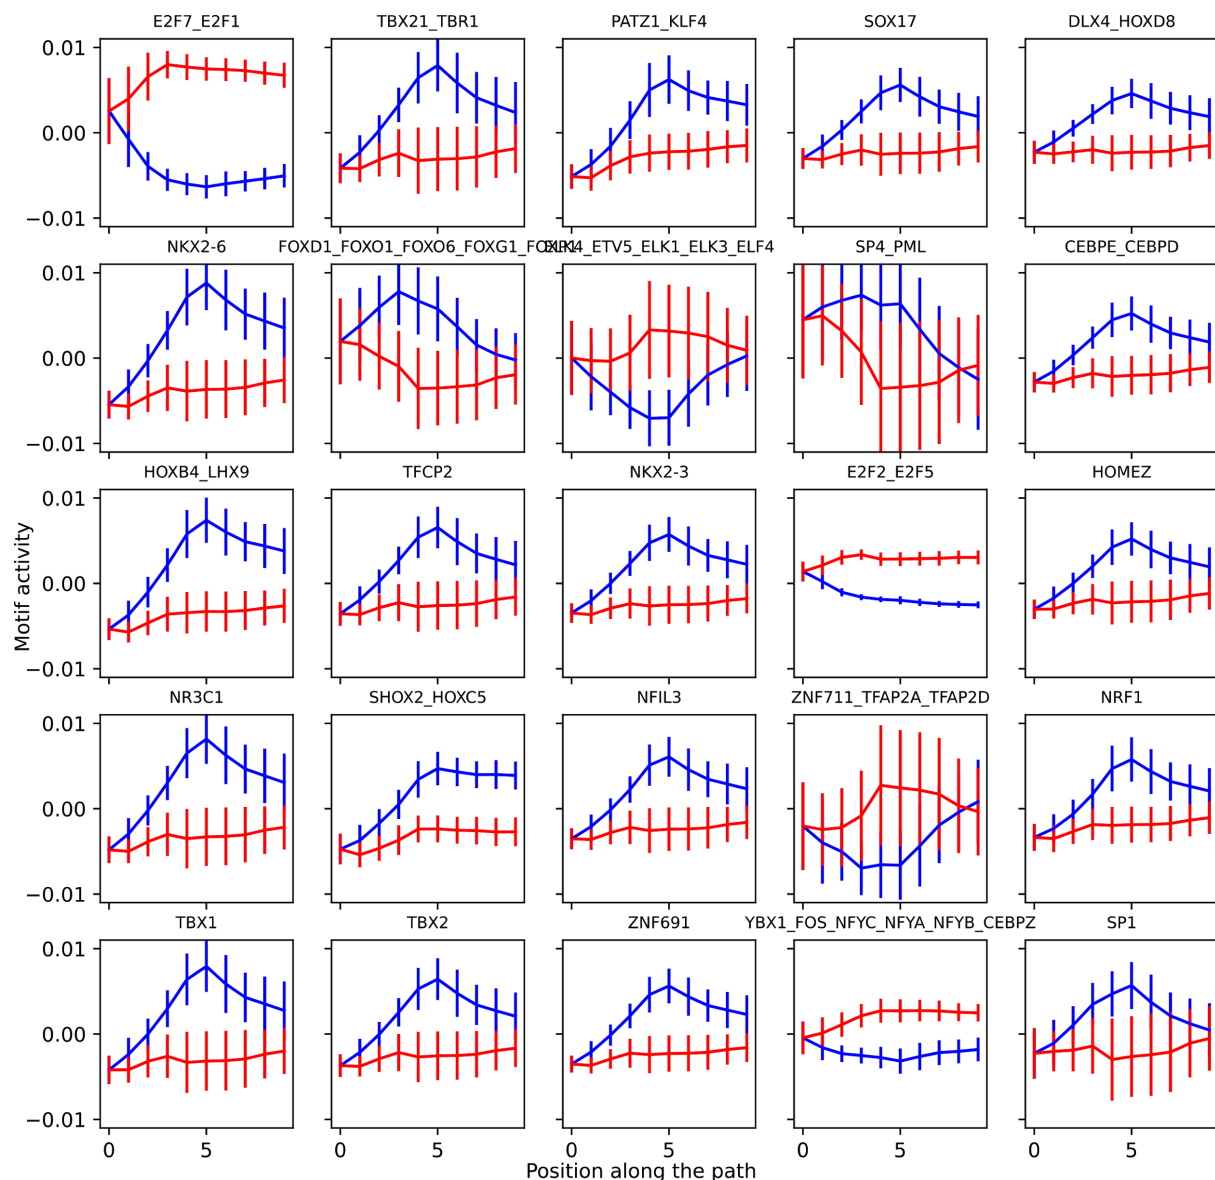 E2F7_E2F1 TBX21_TBR1 PATZ1_KLF4 SOX17 DLX4_HOXD8
0.01
0.00
−0.01
NKX2-6 FOXD1_FOXO1_FOXO6_FOXG1_ _ETV5_ELK1_ELK3_ELF4 SP4_PML CEBPE_CEBPD
0.01
0.00
−0.01
HOXB4_LHX9 TFCP2 NKX2-3 E2F2_E2F5 HOMEZ
0.01
0.00
−0.01
Motif activity
NR3C1 SHOX2_HOXC5 NFIL3 ZNF711_TFAP2A_TFAP2D NRF1
0.01
0.00
−0.01
TBX1 TBX2 ZNF691 YBX1_FOS_NFYC_NFYA_NFYB_CEBPZ SP1
0.01
0.00
−0.01
0 5 0 5 0 5 0 5 0 5
Position along the path